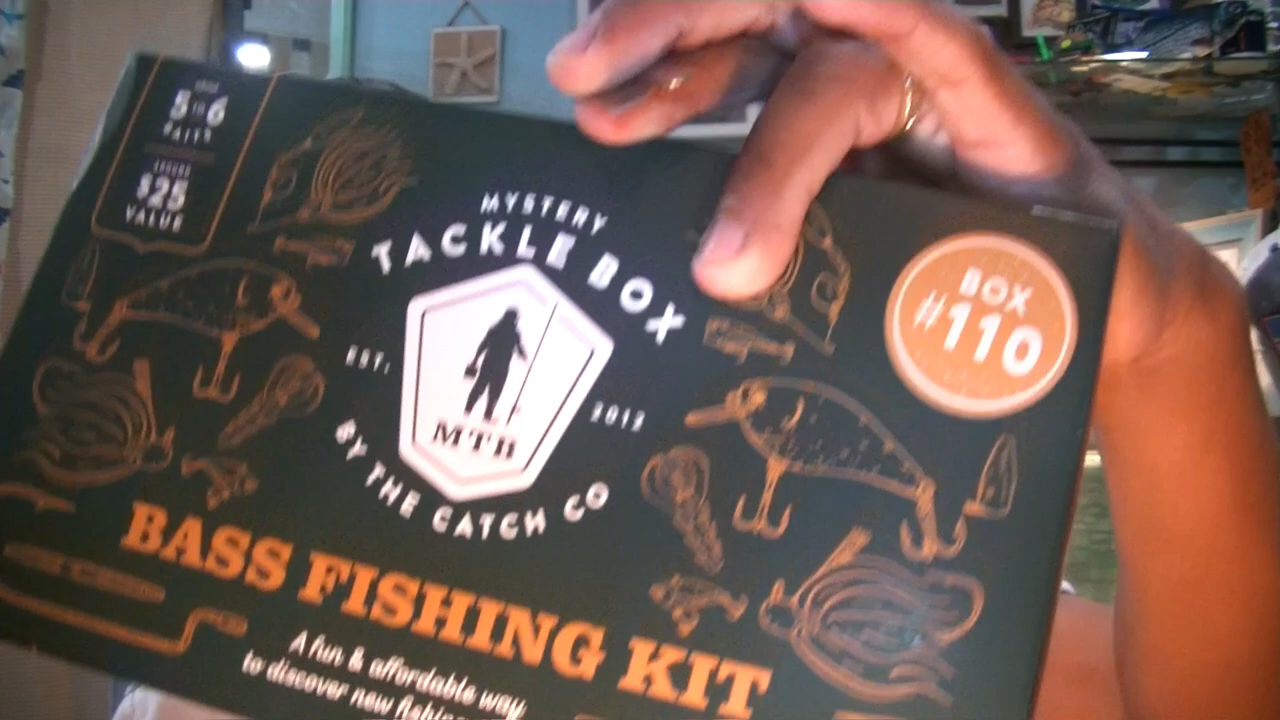 5 TO 6
BAITS
AROUND
$25
VALUE
MYSTERY
TACKLE BOX
EST.
2012
MTB
BY THE CATCH CO
BOX
#110
BASS FISHING KIT
A fun & affordable way
to discover new fishing